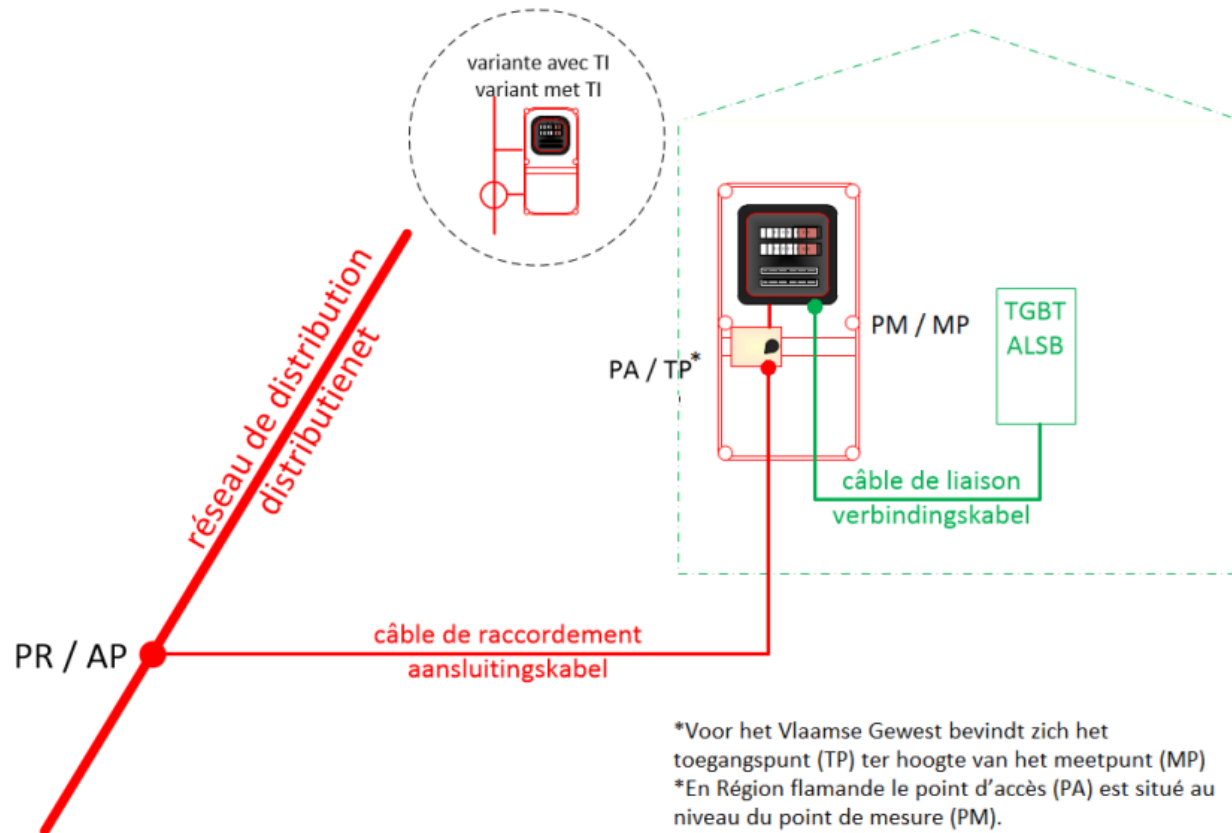 variante avec TI
variant met TI
réseau de distribution
distributienet
PM / MP
TGBT
ALSB
PA / TP*
câble de liaison
verbindingskabel
câble de raccordement
aansluitingskabel
PR / AP
*Voor het Vlaamse Gewest bevindt zich het
toegangspunt (TP) ter hoogte van het meetpunt (MP)
*En Région flamande le point d’accès (PA) est situé au
niveau du point de mesure (PM).